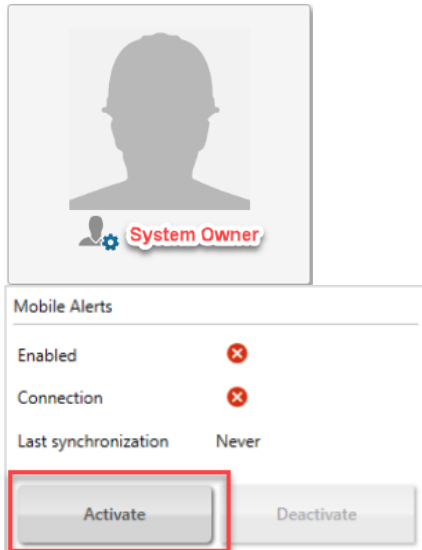 System Owner
Mobile Alerts
Enabled
Connection
Last synchronization Never
Activate Deactivate